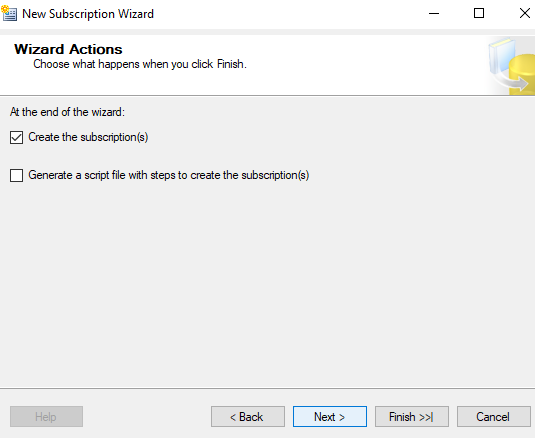 New Subscription Wizard
Wizard Actions
Choose what happens when you click Finish.
At the end of the wizard:
Create the subscription(s)
Generate a script file with steps to create the subscription(s)
Help
< Back
Next >
Finish >>|
Cancel